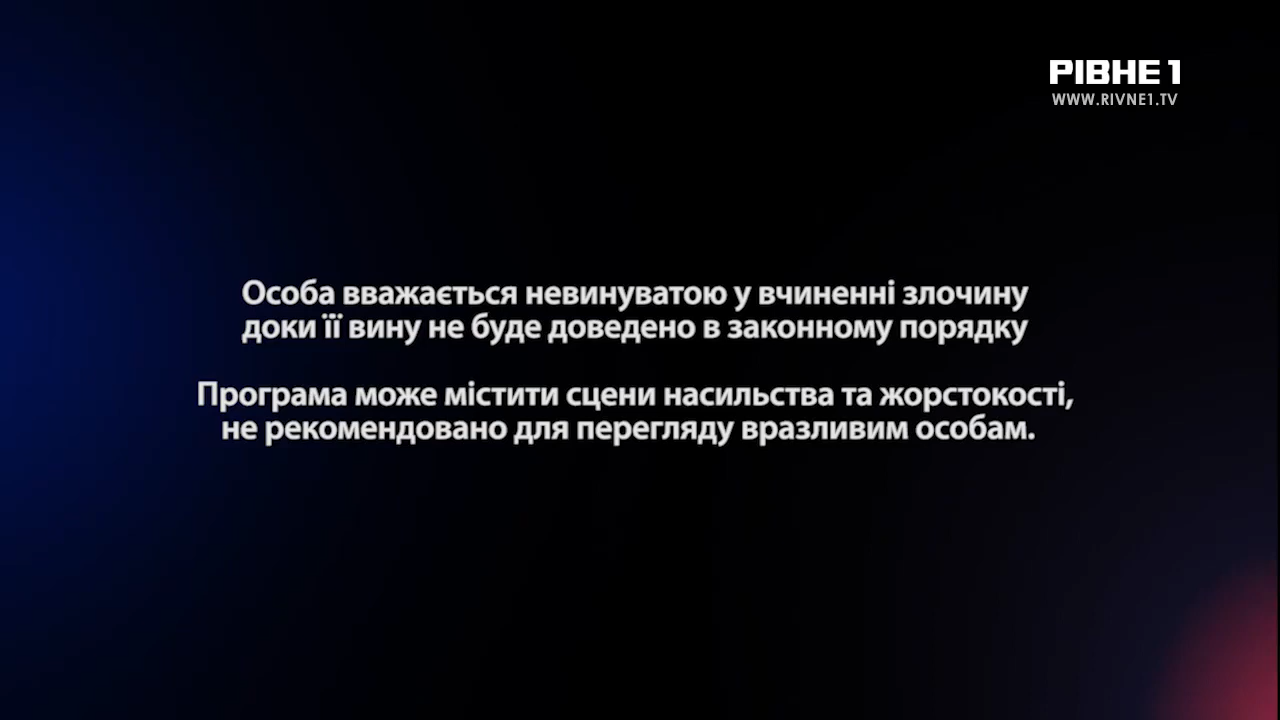 РІВНЕ 1
WWW.RIVNE1.TV
Особа вважається невинуватою у вчиненні злочину
доки її вину не буде доведено в законному порядку
Програма може містити сцени насильства та жорстокості,
не рекомендовано для перегляду вразливим особам.